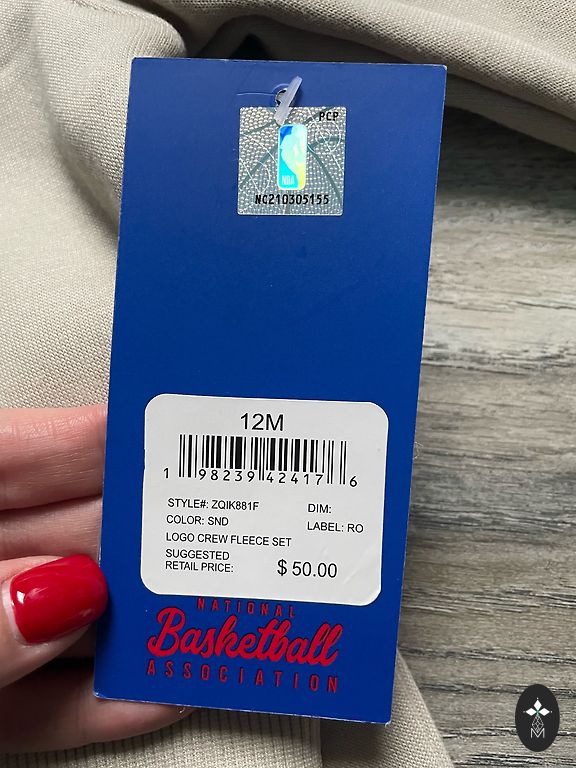 PCP
NBA
NC210305155
12M
1 98239 42417 6
STYLE#: ZQIK881F DIM:
COLOR: SND LABEL: RO
LOGO CREW FLEECE SET
SUGGESTED
RETAIL PRICE: $50.00
NATIONAL
Basketball
ASSOCIATION
M